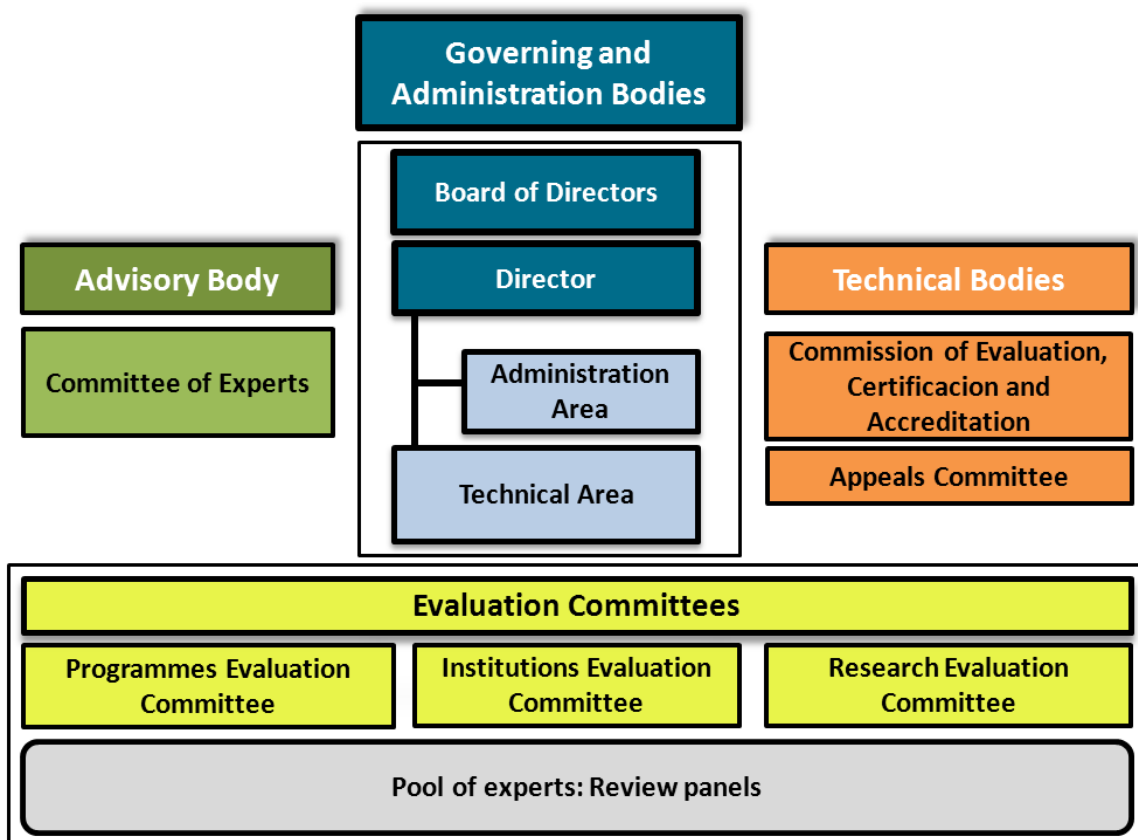 Governing and
Administration Bodies
Board of Directors
Director
Administration
Area
Technical Area
Advisory Body
Committee of Experts
Technical Bodies
Commission of Evaluation,
Certificacion and
Accreditation
Appeals Committee
Evaluation Committees
Programmes Evaluation
Committee
Institutions Evaluation
Committee
Research Evaluation
Committee
Pool of experts: Review panels